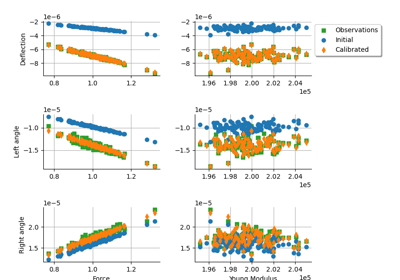 1e−6
1e−6
Deflection
−2
−4
−6
−8
−2
−4
−6
−8
Observations
Initial
Calibrated
0.8
1.0
1.2
1.96
1.98
2.00
2.02
2.04
1e5
1e−5
1e−5
Left angle
−1.0
−1.5
−1.0
−1.5
0.8
1.0
1.2
1.96
1.98
2.00
2.02
2.04
1e5
1e−5
1e−5
Right angle
2.0
1.5
2.0
1.5
0.8
1.0
1.2
1.96
1.98
2.00
2.02
2.04
1e5
Force
Young Modulus